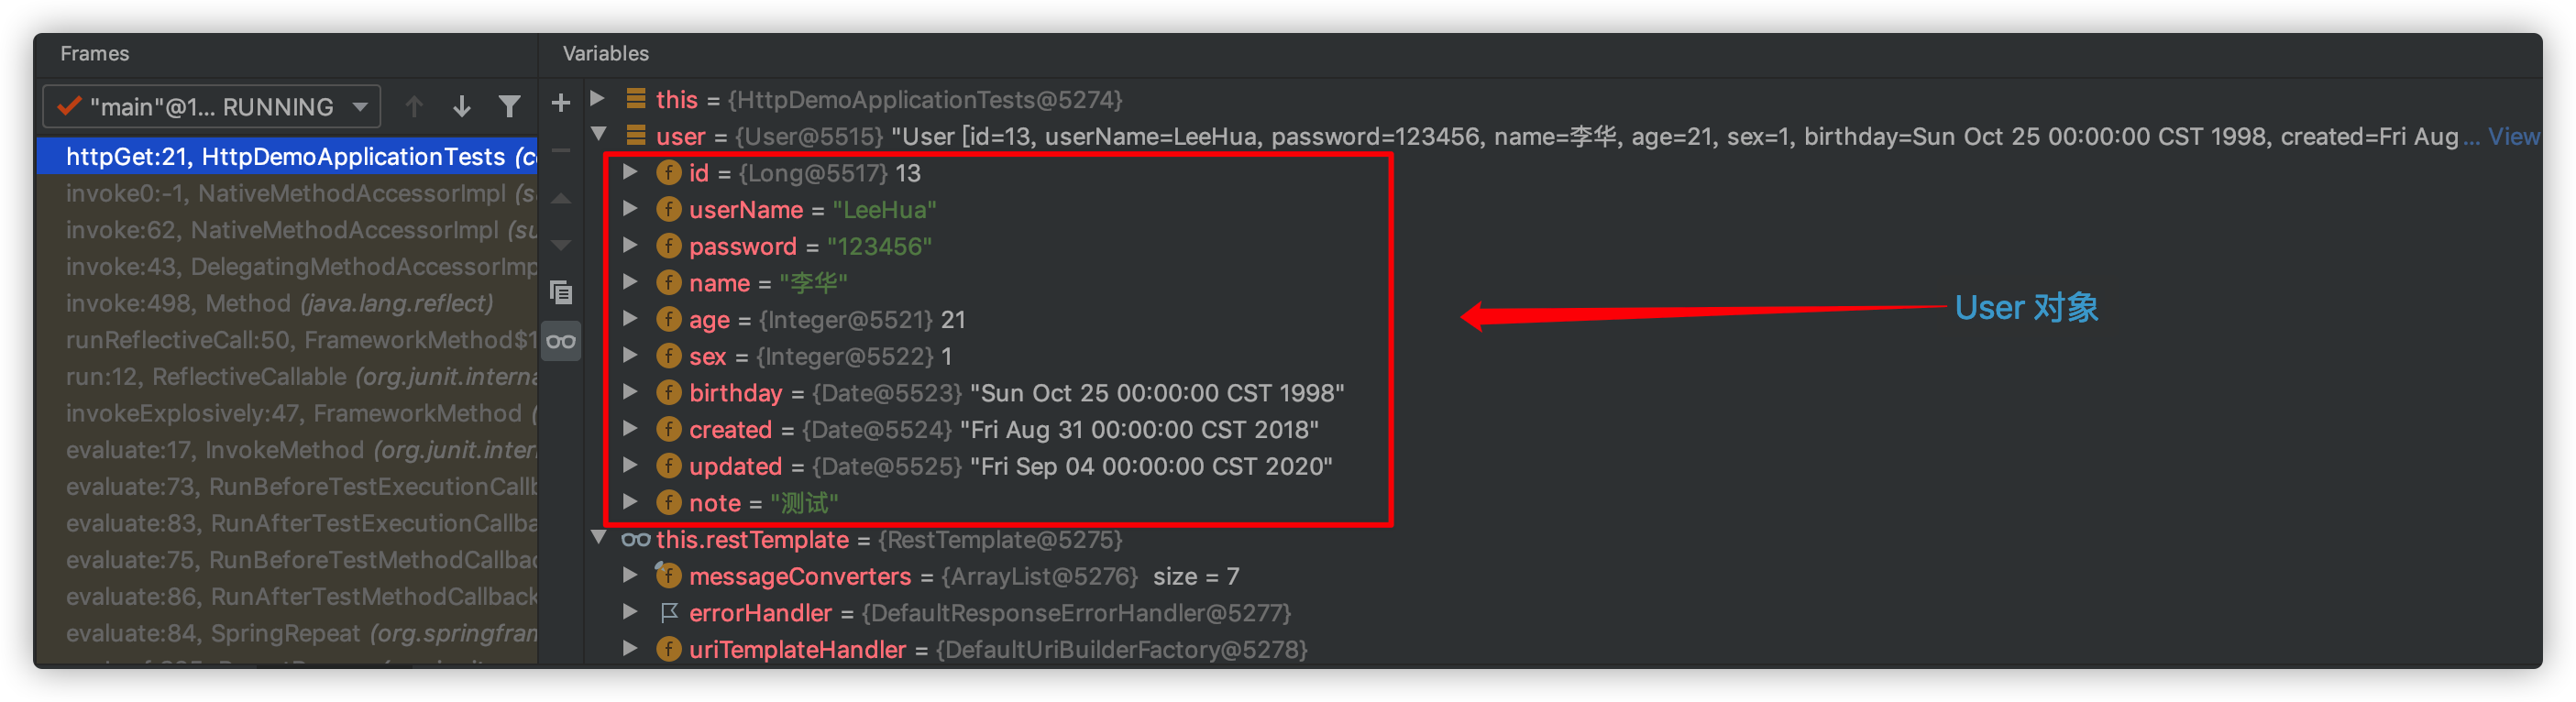 Frames
Variables
"main"@1... RUNNING
httpGet:21, HttpDemoApplicationTests (c
invoke0:-1, NativeMethodAccessorImpl (s
invoke:62, NativeMethodAccessorImpl (su
invoke:43, DelegatingMethodAccessorImp
invoke:498, Method (java.lang.reflect)
runReflectiveCall:50, FrameworkMethod$1
run:12, ReflectiveCallable (org.junit.interna
invokeExplosively:47, FrameworkMethod (
evaluate:17, InvokeMethod (org.junit.inter
evaluate:73, RunBeforeTestExecutionCallb
evaluate:83, RunAfterTestExecutionCallba
evaluate:75, RunBeforeTestMethodCallbac
evaluate:86, RunAfterTestMethodCallback
evaluate:84, SpringRepeat (org.springfram
this = {HttpDemoApplicationTests@5274}
user = {User@5515} "User [id=13, userName=LeeHua, password=123456, name=李华, age=21, sex=1, birthday=Sun Oct 25 00:00:00 CST 1998, created=Fri Aug ... View
id = {Long@5517} 13
userName = "LeeHua"
password = "123456"
name = "李华"
age = {Integer@5521} 21
sex = {Integer@5522} 1
birthday = {Date@5523} "Sun Oct 25 00:00:00 CST 1998"
created = {Date@5524} "Fri Aug 31 00:00:00 CST 2018"
updated = {Date@5525} "Fri Sep 04 00:00:00 CST 2020"
note = "测试"
this.restTemplate = {RestTemplate@5275}
messageConverters = {ArrayList@5276} size = 7
errorHandler = {DefaultResponseErrorHandler@5277}
uriTemplateHandler = {DefaultUriBuilderFactory@5278}
User 对象